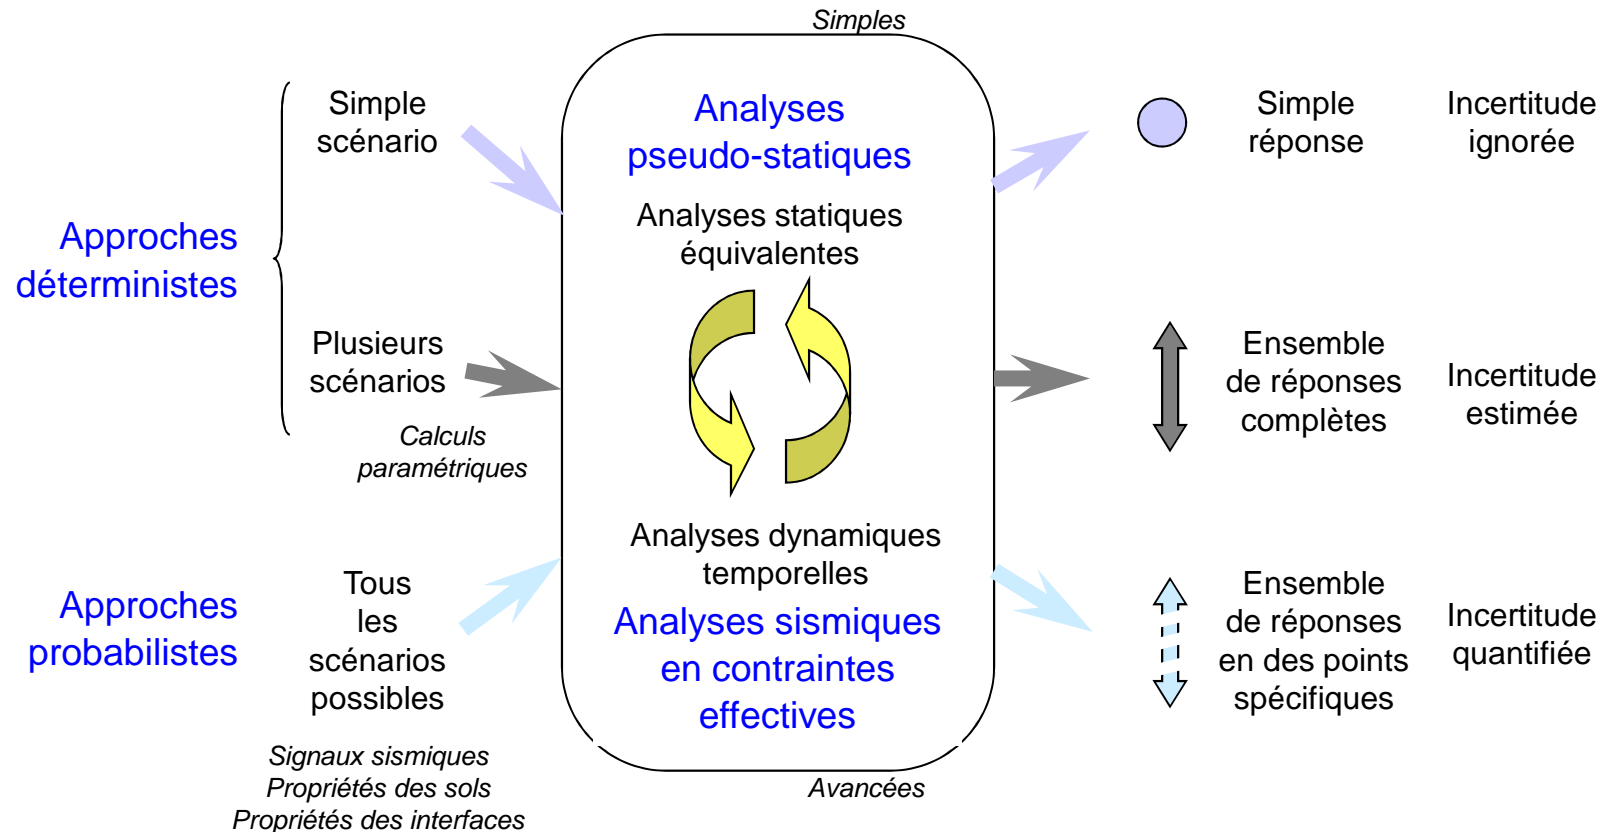 Simples
Approches
déterministes
Simple
scénario
Plusieurs
scénarios
Calculs
paramétriques
Approches
probabilistes
Tous
les
scénarios
possibles
Signaux sismiques
Propriétés des sols
Propriétés des interfaces
Analyses
pseudo-statiques
Analyses statiques
équivalentes
Analyses dynamiques
temporelles
Analyses sismiques
en contraintes
effectives
Avancées
Simple
réponse
Incertitude
ignorée
Ensemble
de réponses
complètes
Incertitude
estimée
Ensemble
de réponses
en des points
spécifiques
Incertitude
quantifiée